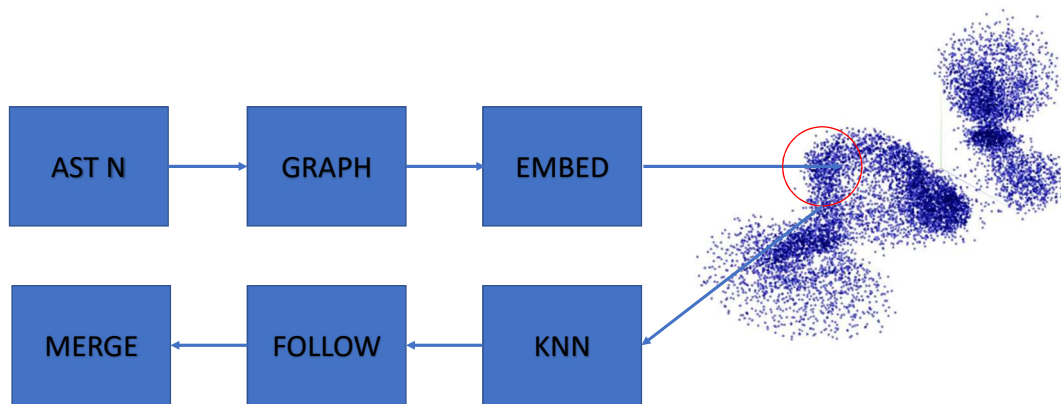 AST N
GRAPH
EMBED
MERGE
FOLLOW
KNN